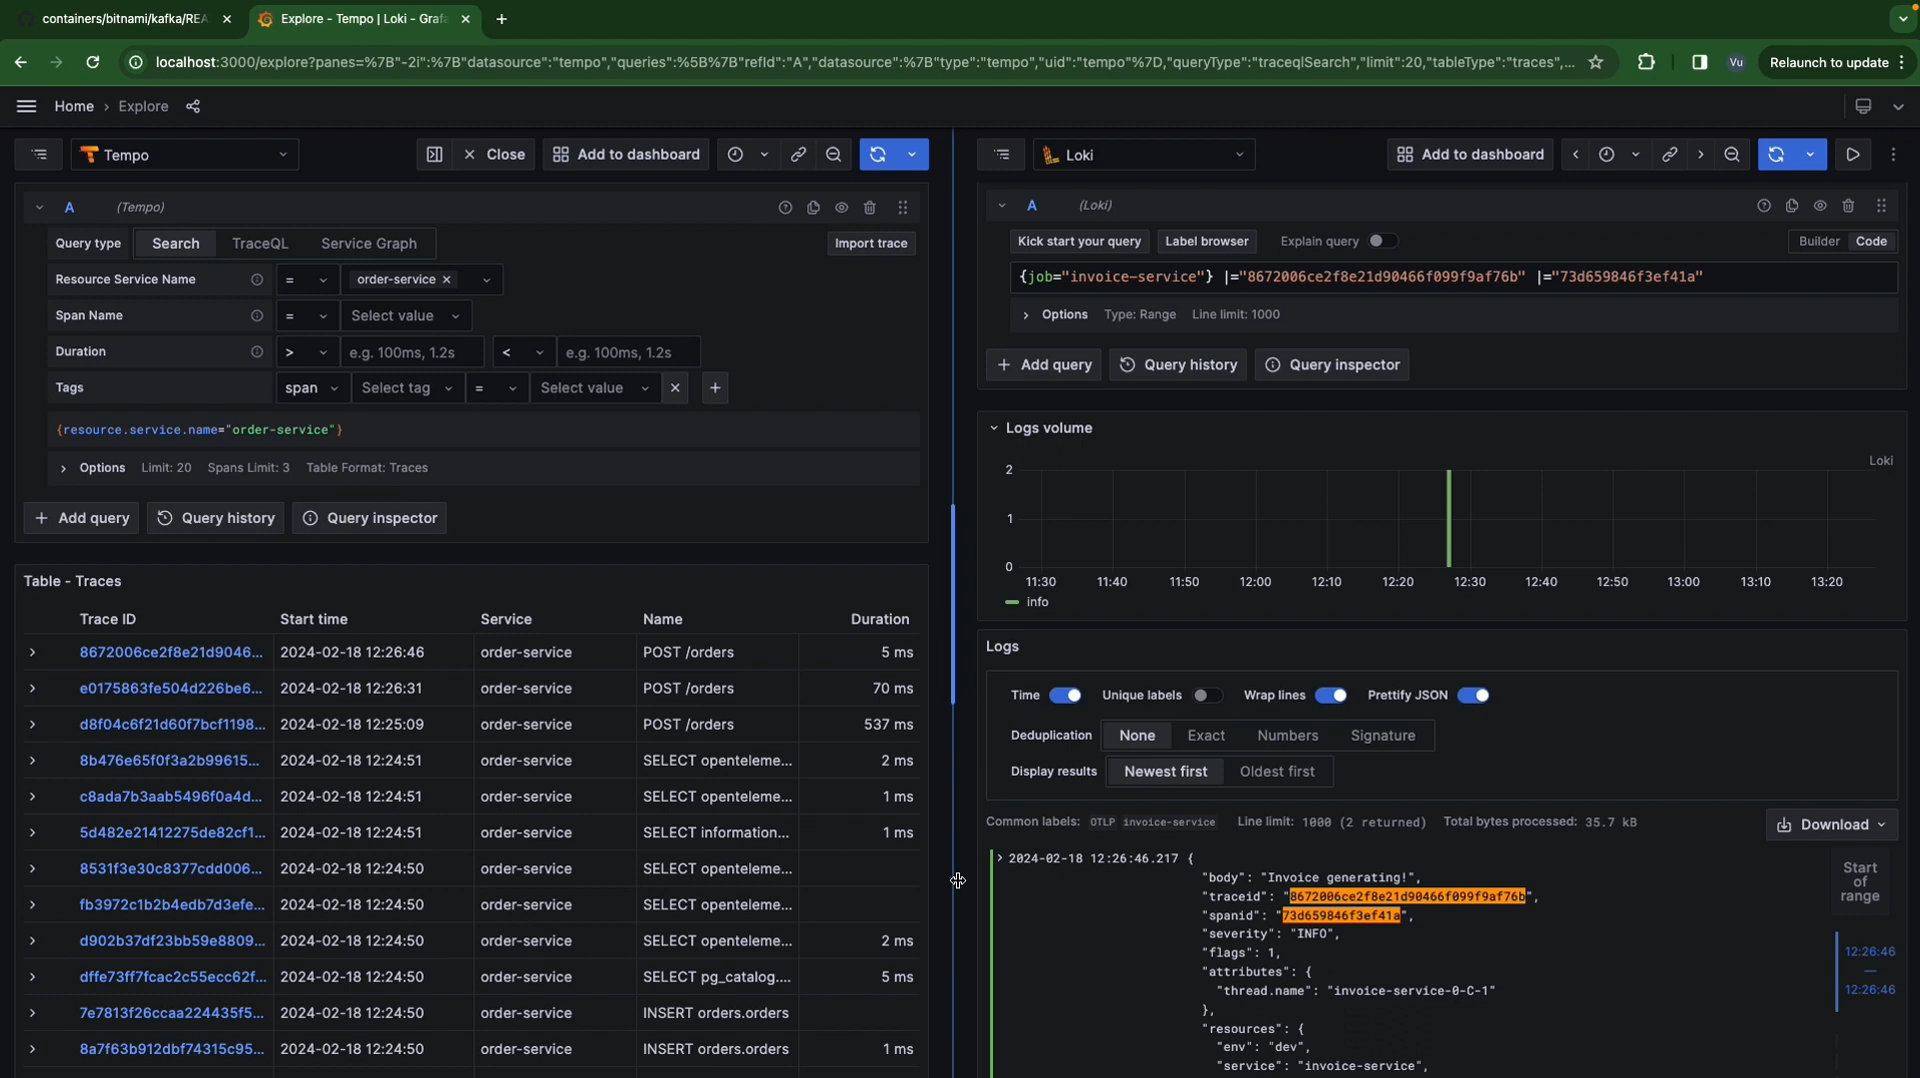 containers/bitnami/kafka/REA
Explore - Tempo | Loki - Grafa
localhost:3000/explore?panes=%7B"-2i":%7B"datasource":"tempo","queries":%5B%7B"refId":"A","datasource":%7B"type":"tempo","uid":"tempo"%7D,"queryType":"traceqlSearch","limit":20,"tableType":"traces",...
Vu
Relaunch to update
Home › Explore
Tempo
Close
Add to dashboard
A (Tempo)
Query type Search TraceQL Service Graph Import trace
Resource Service Name = order-service
Span Name = Select value
Duration > e.g. 100ms, 1.2s < e.g. 100ms, 1.2s
Tags span Select tag = Select value
{resource.service.name="order-service"}
Options Limit: 20 Spans Limit: 3 Table Format: Traces
Add query Query history Query inspector
Table - Traces
Trace ID Start time Service Name Duration
8672006ce2f8e21d9046... 2024-02-18 12:26:46 order-service POST /orders 5 ms
e0175863fe504d226be6... 2024-02-18 12:26:31 order-service POST /orders 70 ms
d8f04c6f21d60f7bcf1198... 2024-02-18 12:25:09 order-service POST /orders 537 ms
8b476e65f0f3a2b99615... 2024-02-18 12:24:51 order-service SELECT openteleme... 2 ms
c8ada7b3aab5496f0a4d... 2024-02-18 12:24:51 order-service SELECT openteleme... 1 ms
5d482e21412275de82cf1... 2024-02-18 12:24:51 order-service SELECT information... 1 ms
8531f3e30c8377cdd006... 2024-02-18 12:24:50 order-service SELECT openteleme...
fb3972c1b2b4edb7d3efe... 2024-02-18 12:24:50 order-service SELECT openteleme...
d902b37df23bb59e8809... 2024-02-18 12:24:50 order-service SELECT openteleme... 2 ms
dffe73ff7fcac2c55ecc62f... 2024-02-18 12:24:50 order-service SELECT pg_catalog.... 5 ms
7e7813f26ccaa224435f5... 2024-02-18 12:24:50 order-service INSERT orders.orders
8a7f63b912dbf74315c95... 2024-02-18 12:24:50 order-service INSERT orders.orders 1 ms
Loki
Add to dashboard
A (Loki)
Kick start your query Label browser Explain query Builder Code
{job="invoice-service"} |="8672006ce2f8e21d90466f099f9af76b" |="73d659846f3ef41a"
Options Type: Range Line limit: 1000
Add query Query history Query inspector
Logs volume
Loki
2
1
0
11:30 11:40 11:50 12:00 12:10 12:20 12:30 12:40 12:50 13:00 13:10 13:20
info
Logs
Time Unique labels Wrap lines Prettify JSON
Deduplication None Exact Numbers Signature
Display results Newest first Oldest first
Common labels: OTLP invoice-service Line limit: 1000 (2 returned) Total bytes processed: 35.7 kB
Download
2024-02-18 12:26:46.217 {
"body": "Invoice generating!",
"traceid": "8672006ce2f8e21d90466f099f9af76b",
"spanid": "73d659846f3ef41a",
"severity": "INFO",
"flags": 1,
"attributes": {
"thread.name": "invoice-service-0-C-1"
},
"resources": {
"env": "dev",
"service": "invoice-service",
Start
of
range
12:26:46
—
12:26:46